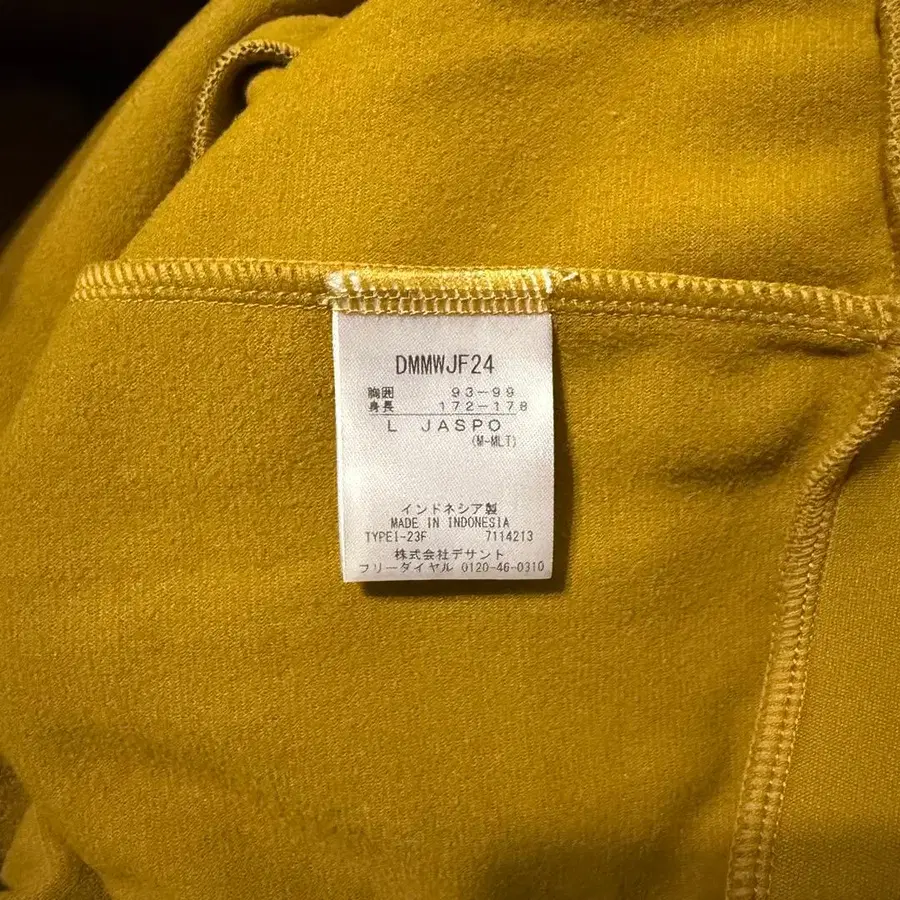 DMMWJF24
胸囲 93-99
身長 172-178
L JASPO
(M-MLT)
インドネシア製
MADE IN INDONESIA
TYPEI-23F 7114213
株式会社デサント
フリーダイヤル 0120-46-0310